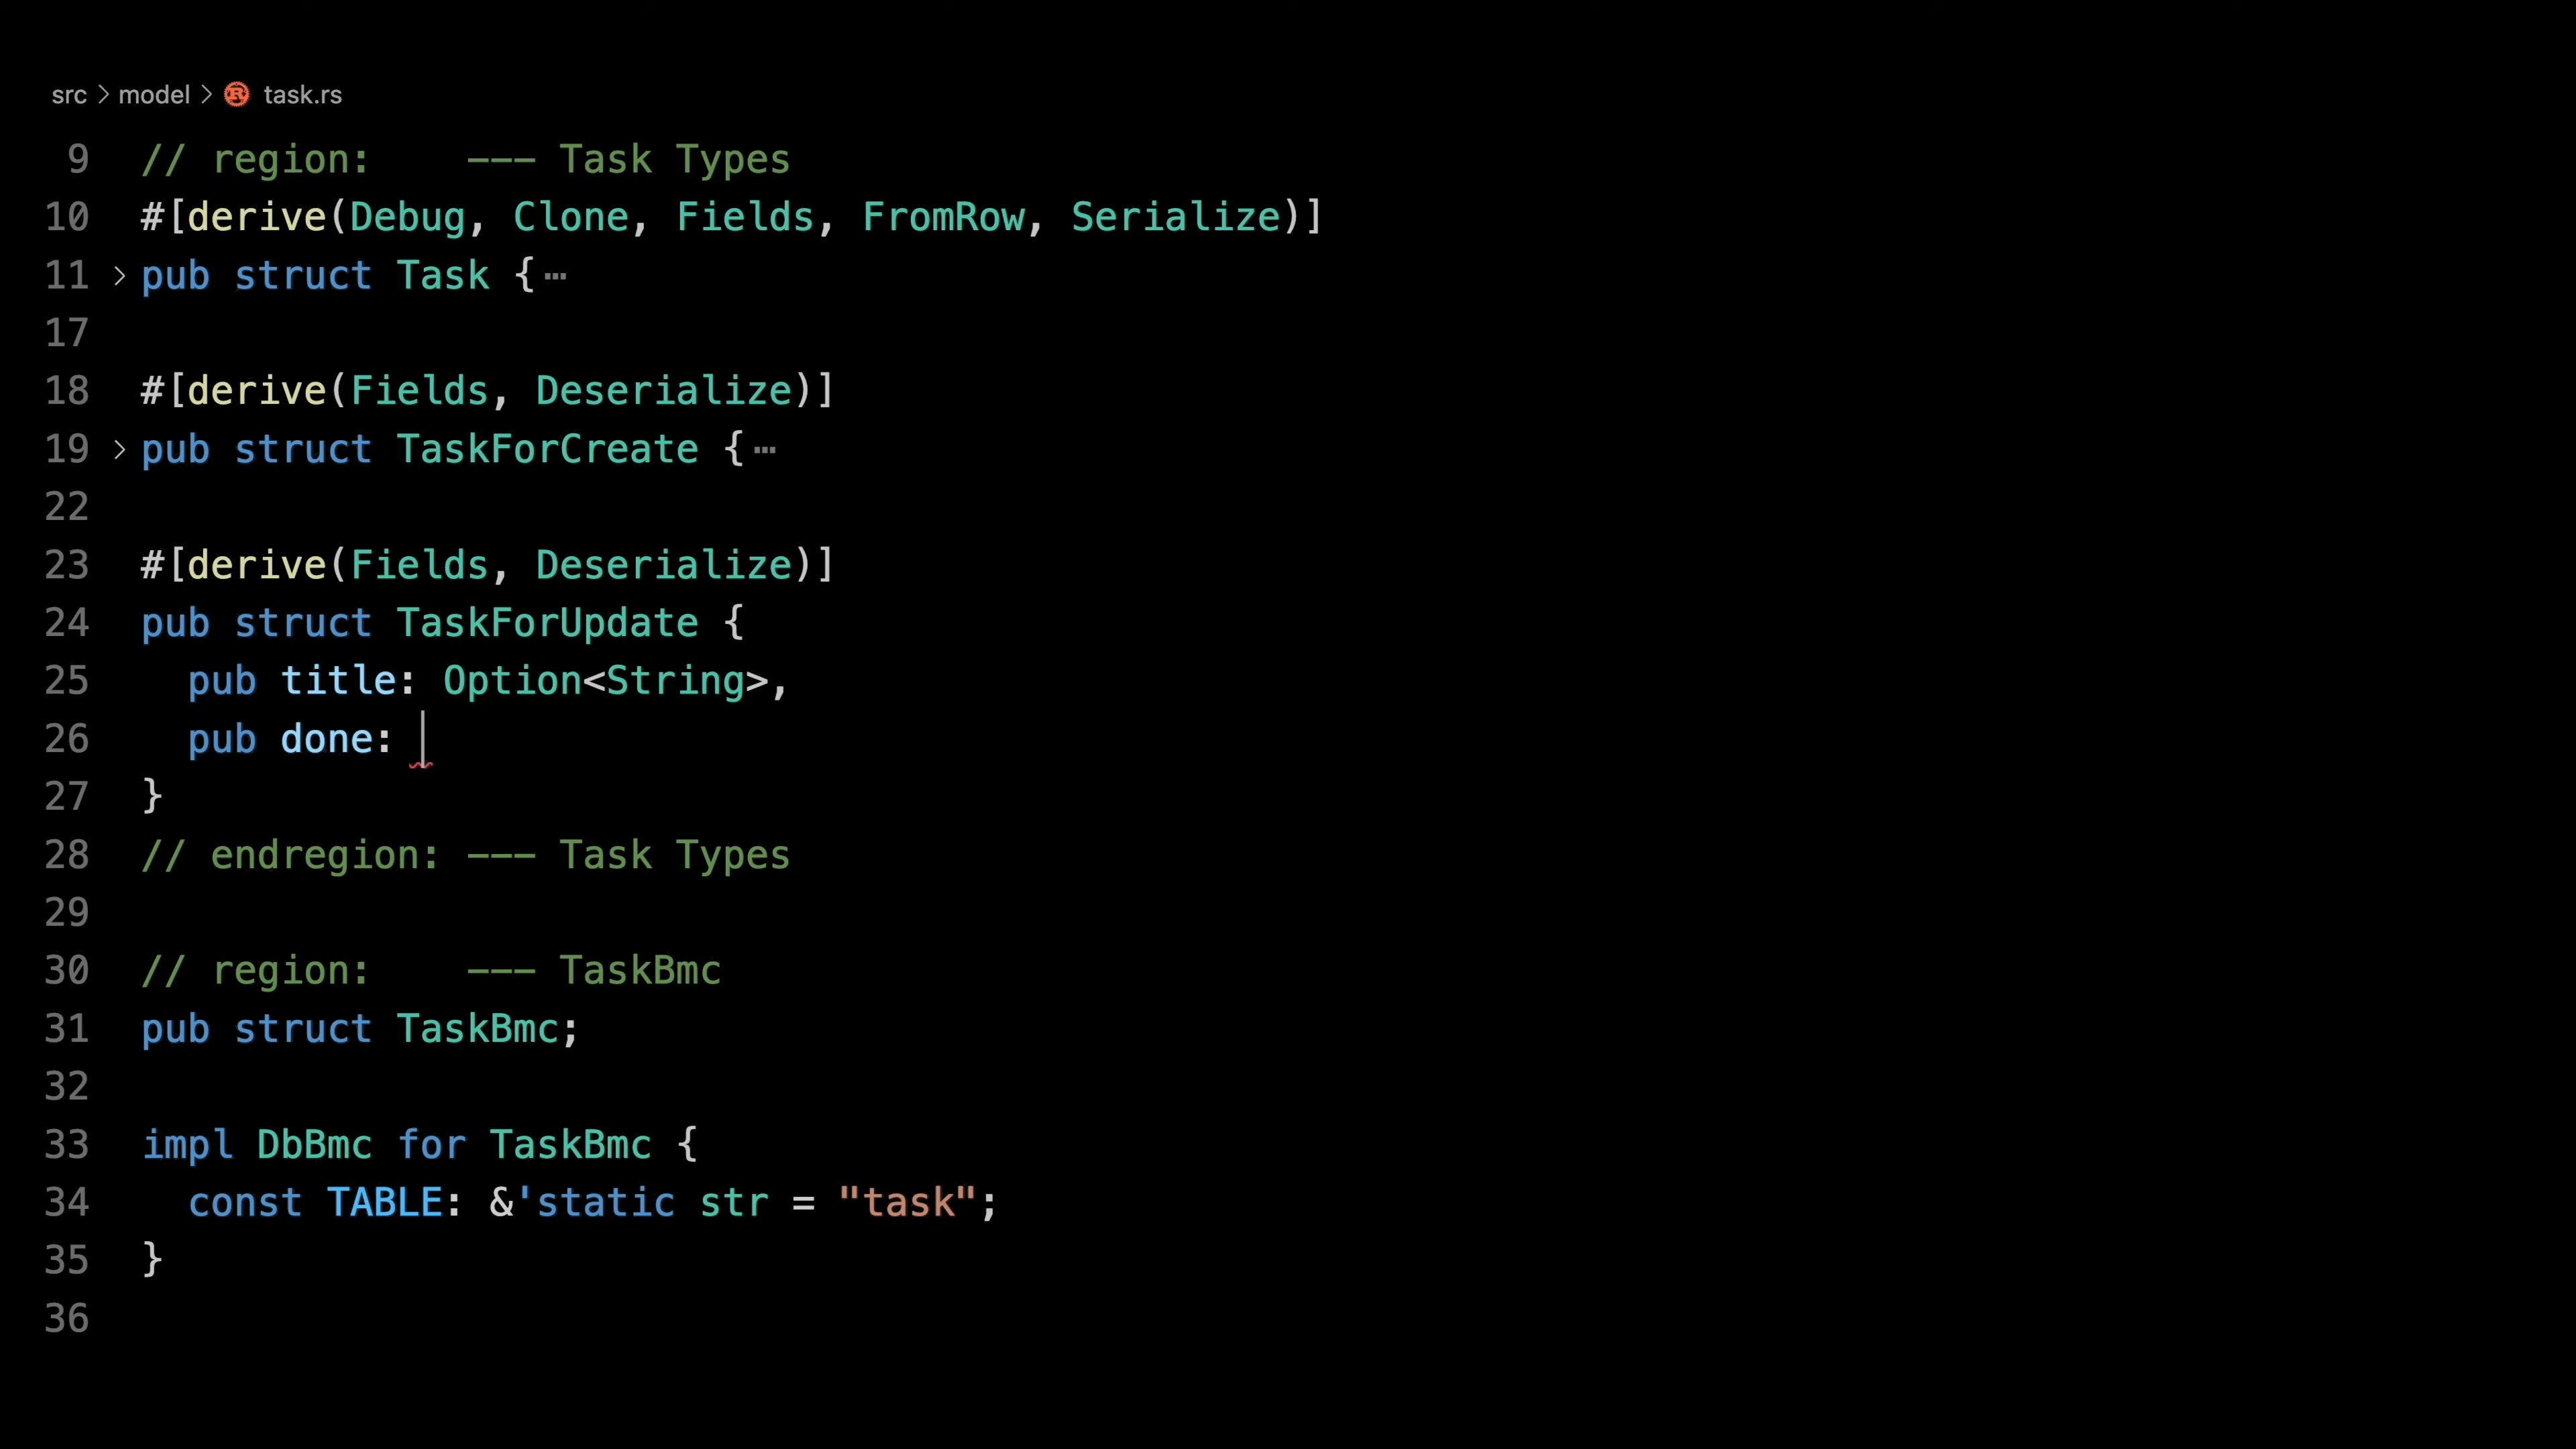 src > model > task.rs
9 // region:    --- Task Types
10 #[derive(Debug, Clone, Fields, FromRow, Serialize)]
11 > pub struct Task {⋯
17
18 #[derive(Fields, Deserialize)]
19 > pub struct TaskForCreate {⋯
22
23 #[derive(Fields, Deserialize)]
24 pub struct TaskForUpdate {
25   pub title: Option<String>,
26   pub done:
27 }
28 // endregion: --- Task Types
29
30 // region:    --- TaskBmc
31 pub struct TaskBmc;
32
33 impl DbBmc for TaskBmc {
34   const TABLE: &'static str = "task";
35 }
36